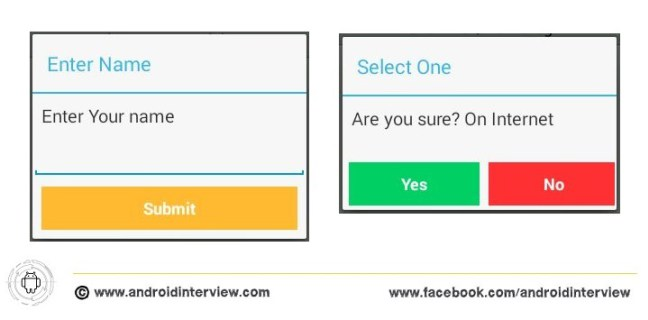 Enter Name
Enter Your name
Submit
Select One
Are you sure? On Internet
Yes No
© www.androidinterview.com
www.facebook.com/androidinterview